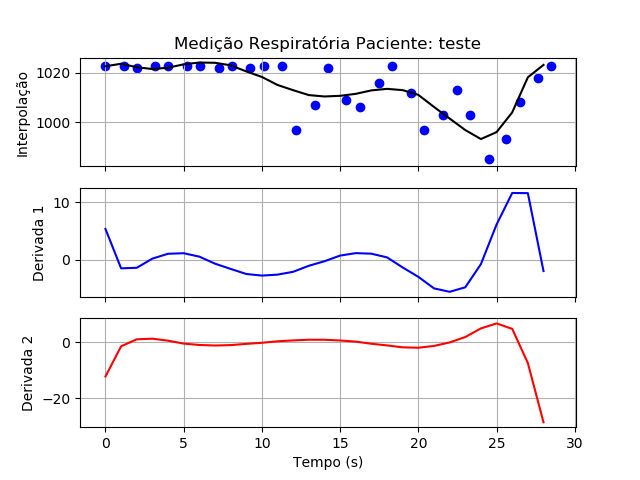 Medição Respiratória Paciente: teste
1020
1000
Interpolação
10
0
Derivada 1
0
−20
Derivada 2
0 5 10 15 20 25 30
Tempo (s)